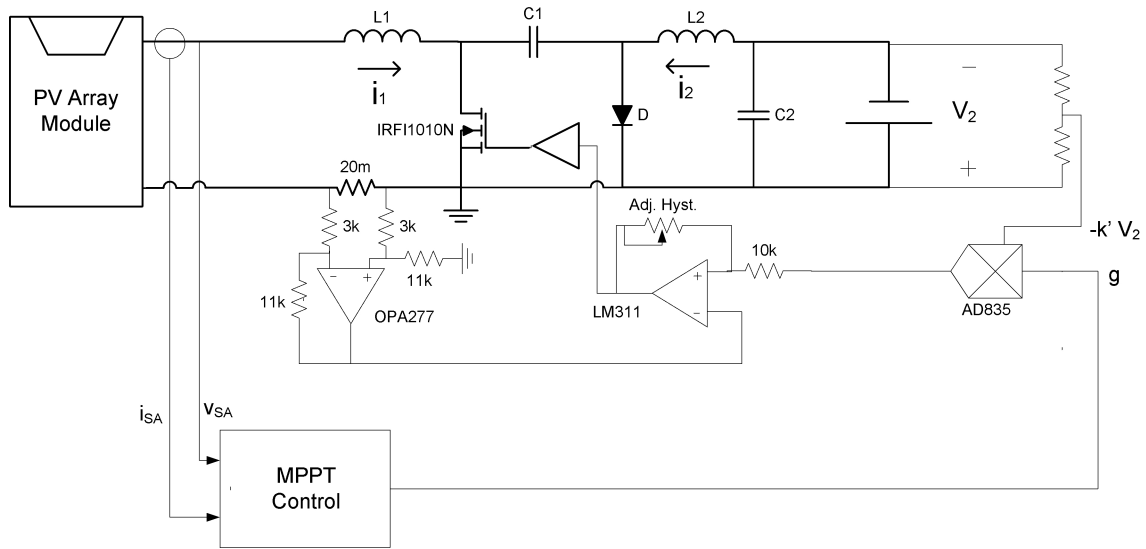 L1
C1
L2
PV Array
Module
i1
i2
IRFI1010N
D
C2
−
V2
+
20m
3k
3k
Adj. Hyst.
-k' V2
10k
g
11k
11k
−
+
+
−
OPA277
LM311
AD835
iSA
vSA
MPPT
Control